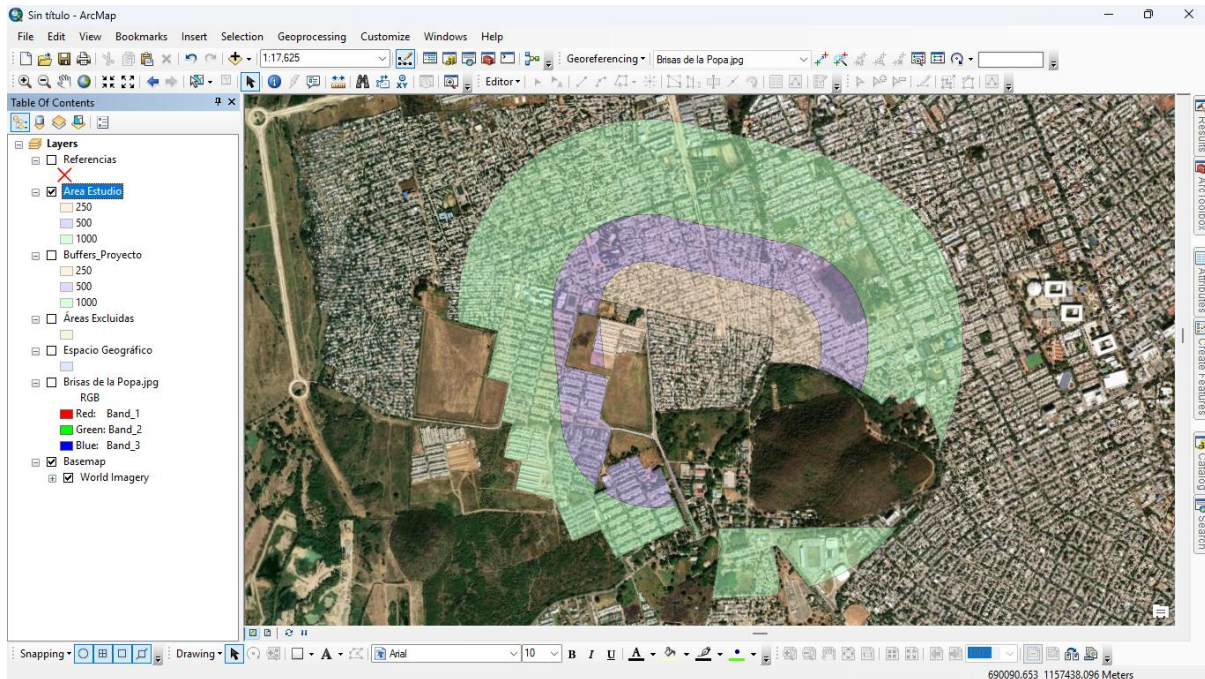 Sin título - ArcMap
File Edit View Bookmarks Insert Selection Geoprocessing Customize Windows Help
1:17,625 Georeferencing Brisas de la Popa.jpg
Editor
Table Of Contents
Layers
Referencias
Area Estudio
250
500
1000
Buffers_Proyecto
250
500
1000
Áreas Excluidas
Espacio Geográfico
Brisas de la Popa.jpg
RGB
Red: Band_1
Green: Band_2
Blue: Band_3
Basemap
World Imagery
Results
ArcToolbox
Attributes
Create Features
Catalog
Search
Snapping Drawing A Arial 10 B I U A
690090.653 1157438.096 Meters